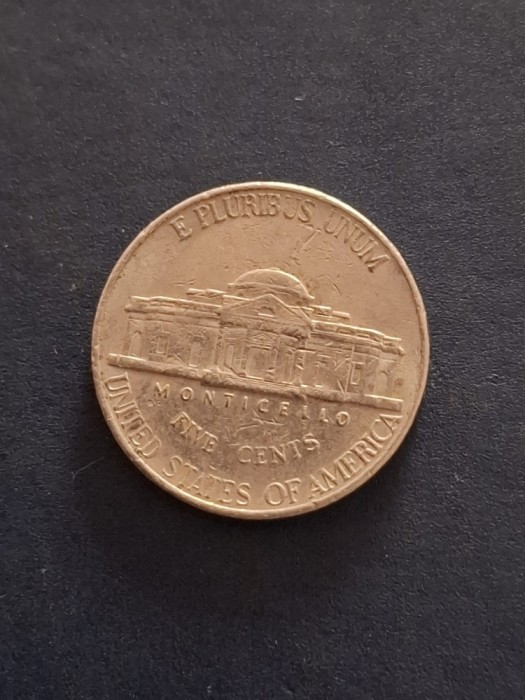 E PLURIBUS UNUM
MONTICELLO
FIVE CENTS
UNITED STATES OF AMERICA